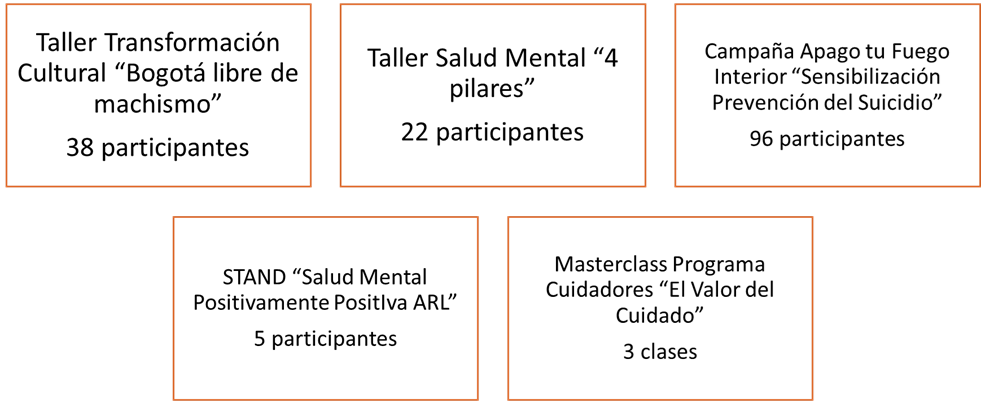 Taller Transformación
Cultural “Bogotá libre de
machismo”
38 participantes
Taller Salud Mental “4
pilares”
22 participantes
Campaña Apago tu Fuego
Interior “Sensibilización
Prevención del Suicidio”
96 participantes
STAND “Salud Mental
Positivamente PositIva ARL”
5 participantes
Masterclass Programa
Cuidadores “El Valor del
Cuidado”
3 clases